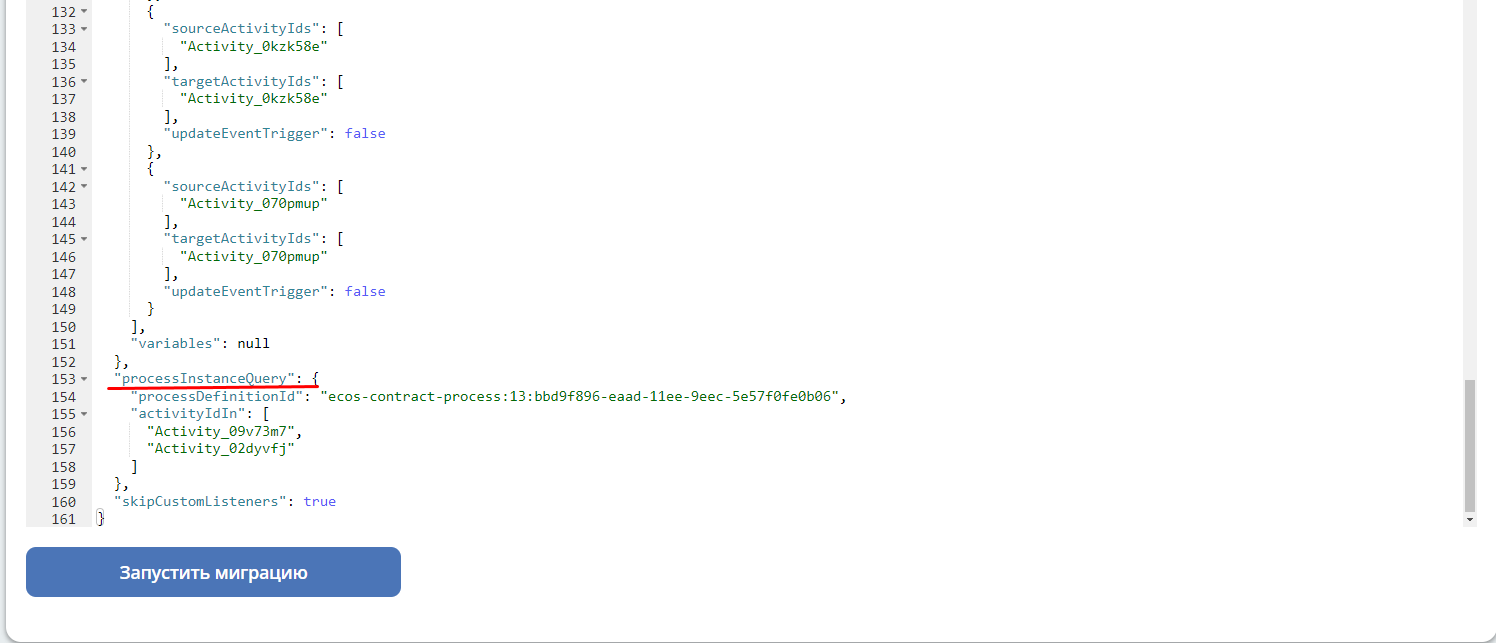 132 {
133 "sourceActivityIds": [
134 "Activity_0kzk58e"
135 ],
136 "targetActivityIds": [
137 "Activity_0kzk58e"
138 ],
139 "updateEventTrigger": false
140 },
141 {
142 "sourceActivityIds": [
143 "Activity_070pmup"
144 ],
145 "targetActivityIds": [
146 "Activity_070pmup"
147 ],
148 "updateEventTrigger": false
149 }
150 ],
151 "variables": null
152 },
153 "processInstanceQuery": {
154 "processDefinitionId": "ecos-contract-process:13:bbd9f896-eaad-11ee-9eec-5e57f0fe0b06",
155 "activityIdIn": [
156 "Activity_09v73m7",
157 "Activity_02dyvfj"
158 ]
159 },
160 "skipCustomListeners": true
161 }
Запустить миграцию